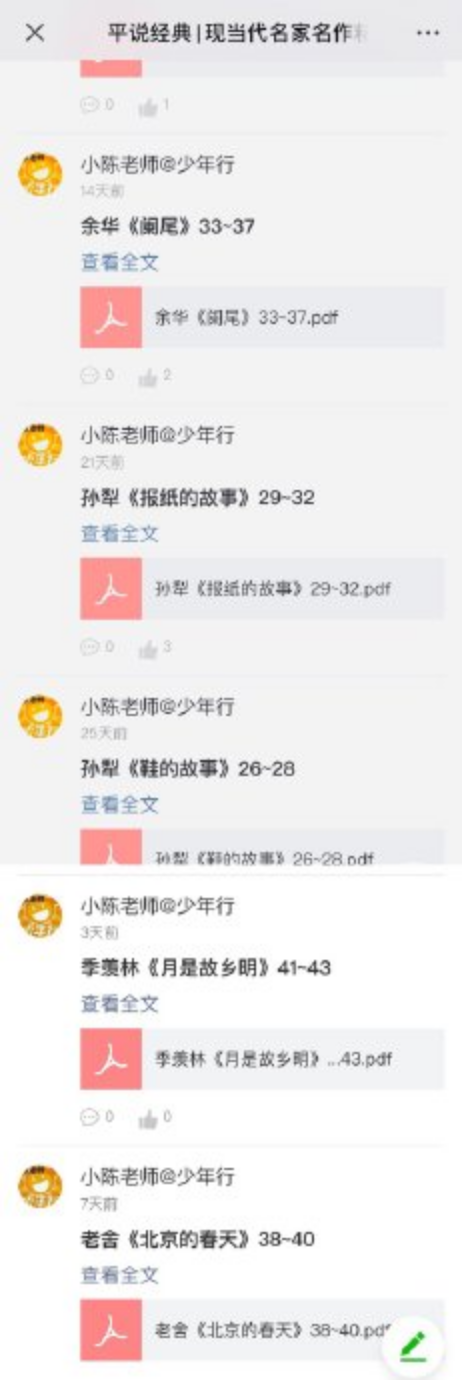 平说经典|现当代名家名作
0 1
小陈老师@少年行
14天前
余华《阑尾》33~37
查看全文
余华《阑尾》33-37.pdf
0 2
小陈老师@少年行
21天前
孙犁《报纸的故事》29~32
查看全文
孙犁《报纸的故事》29~32.pdf
0 3
小陈老师@少年行
25天前
孙犁《鞋的故事》26~28
查看全文
孙犁《鞋的故事》26~28.pdf
小陈老师@少年行
3天前
季羡林《月是故乡明》41~43
查看全文
季羡林《月是故乡明》...43.pdf
0 0
小陈老师@少年行
7天前
老舍《北京的春天》38~40
查看全文
老舍《北京的春天》38~40.pdf